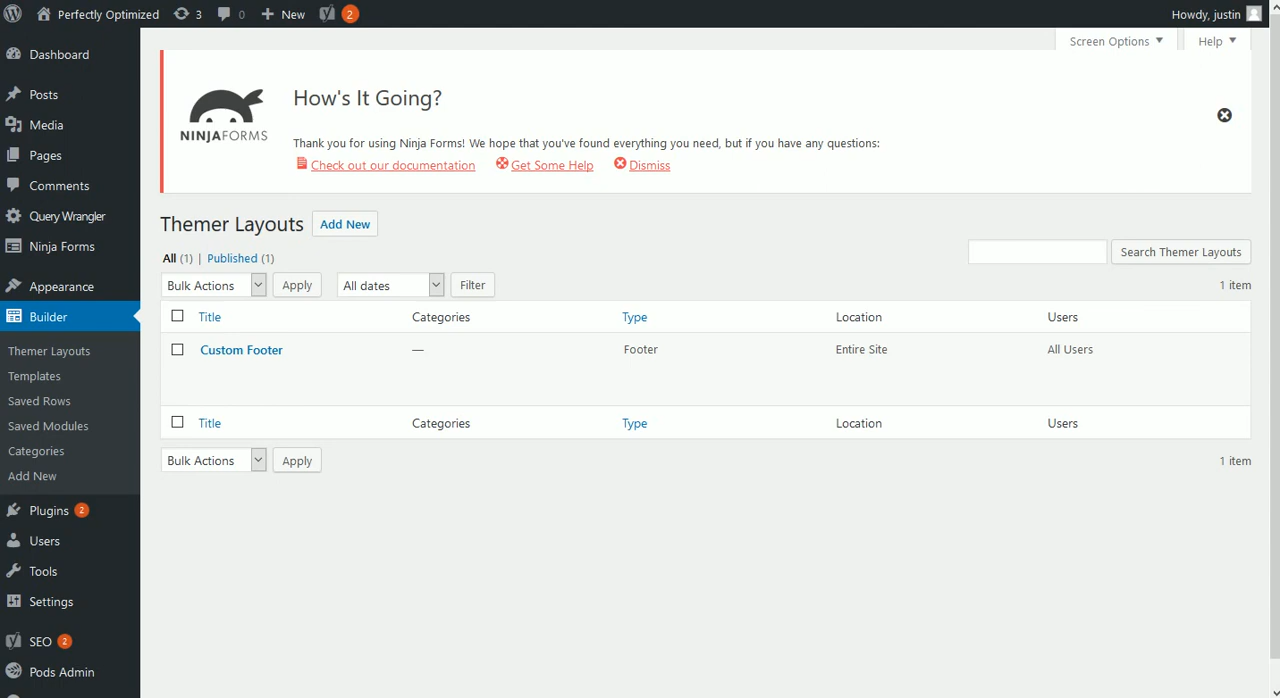 Perfectly Optimized 3 0 New 2 Howdy, justin
Screen Options Help
Dashboard
Posts
Media
Pages
Comments
Query Wrangler
Ninja Forms
Appearance
Builder
Themer Layouts
Templates
Saved Rows
Saved Modules
Categories
Add New
Plugins 2
Users
Tools
Settings
SEO 2
Pods Admin
NINJAFORMS
How's It Going?
Thank you for using Ninja Forms! We hope that you've found everything you need, but if you have any questions:
Check out our documentation Get Some Help Dismiss
Themer Layouts Add New
All (1) | Published (1)
Search Themer Layouts
Bulk Actions Apply All dates Filter 1 item
Title Categories Type Location Users
Custom Footer — Footer Entire Site All Users
Title Categories Type Location Users
Bulk Actions Apply 1 item